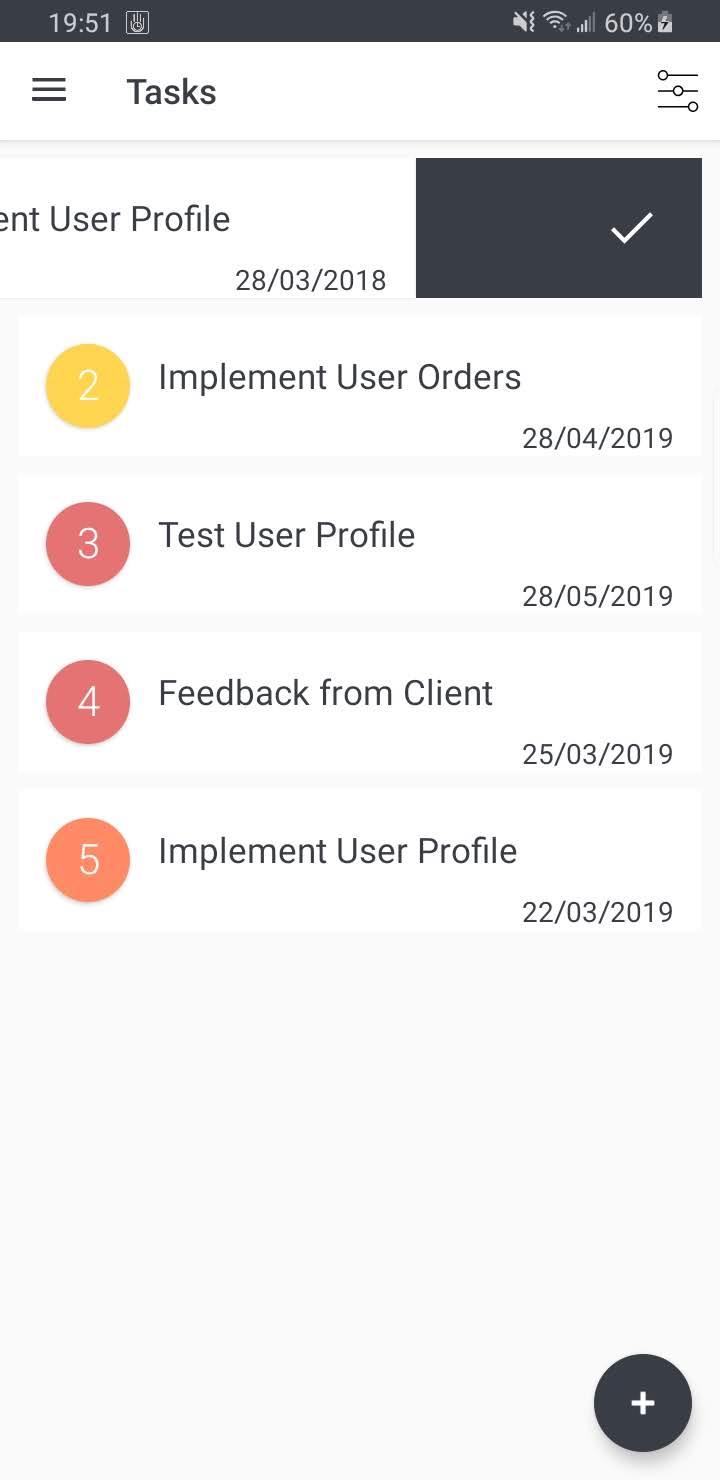 19:51
60%
Tasks
ent User Profile
28/03/2018
2
Implement User Orders
28/04/2019
3
Test User Profile
28/05/2019
4
Feedback from Client
25/03/2019
5
Implement User Profile
22/03/2019
+